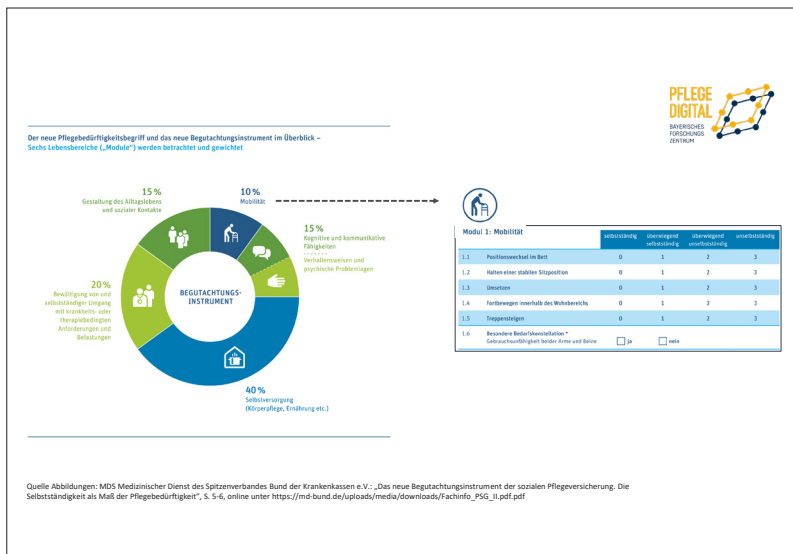 PFLEGE
DIGITAL
BAYERISCHES
FORSCHUNGS
ZENTRUM
Der neue Pflegebedürftigkeitsbegriff und das neue Begutachtungsinstrument im Überblick –
Sechs Lebensbereiche („Module“) werden betrachtet und gewichtet
15 %
Gestaltung des Alltagslebens
und sozialer Kontakte
10 %
Mobilität
15 %
Kognitive und kommunikative
Fähigkeiten
Verhaltensweisen und
psychische Problemlagen
20 %
Bewältigung von und
selbstständiger Umgang
mit krankheits- oder
therapiebedingten
Anforderungen und
Belastungen
BEGUTACHTUNGS-
INSTRUMENT
40 %
Selbstversorgung
(Körperpflege, Ernährung etc.)
Modul 1: Mobilität
selbstständig überwiegend selbstständig überwiegend unselbstständig unselbstständig
1.1 Positionswechsel im Bett 0 1 2 3
1.2 Halten einer stabilen Sitzposition 0 1 2 3
1.3 Umsetzen 0 1 2 3
1.4 Fortbewegen innerhalb des Wohnbereichs 0 1 2 3
1.5 Treppensteigen 0 1 2 3
1.6 Besondere Bedarfskonstellation *
Gebrauchsunfähigkeit beider Arme und Beine ja nein
Quelle Abbildungen: MDS Medizinischer Dienst des Spitzenverbandes Bund der Krankenkassen e.V.: „Das neue Begutachtungsinstrument der sozialen Pflegeversicherung. Die
Selbstständigkeit als Maß der Pflegebedürftigkeit“, S. 5-6, online unter https://md-bund.de/uploads/media/downloads/Fachinfo_PSG_II.pdf.pdf